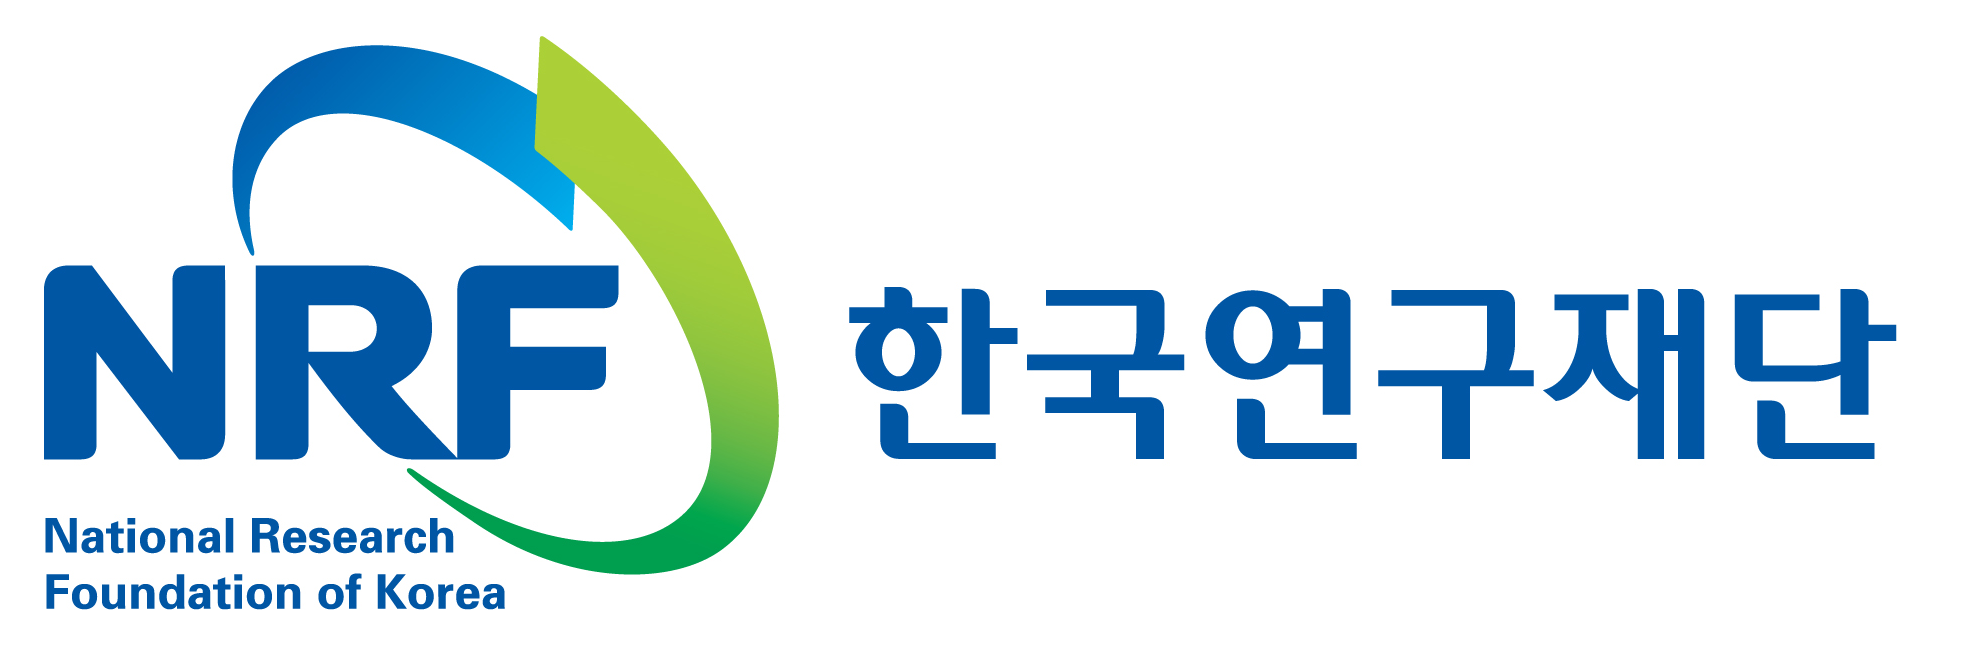 NRF
한국연구재단
National Research
Foundation of Korea